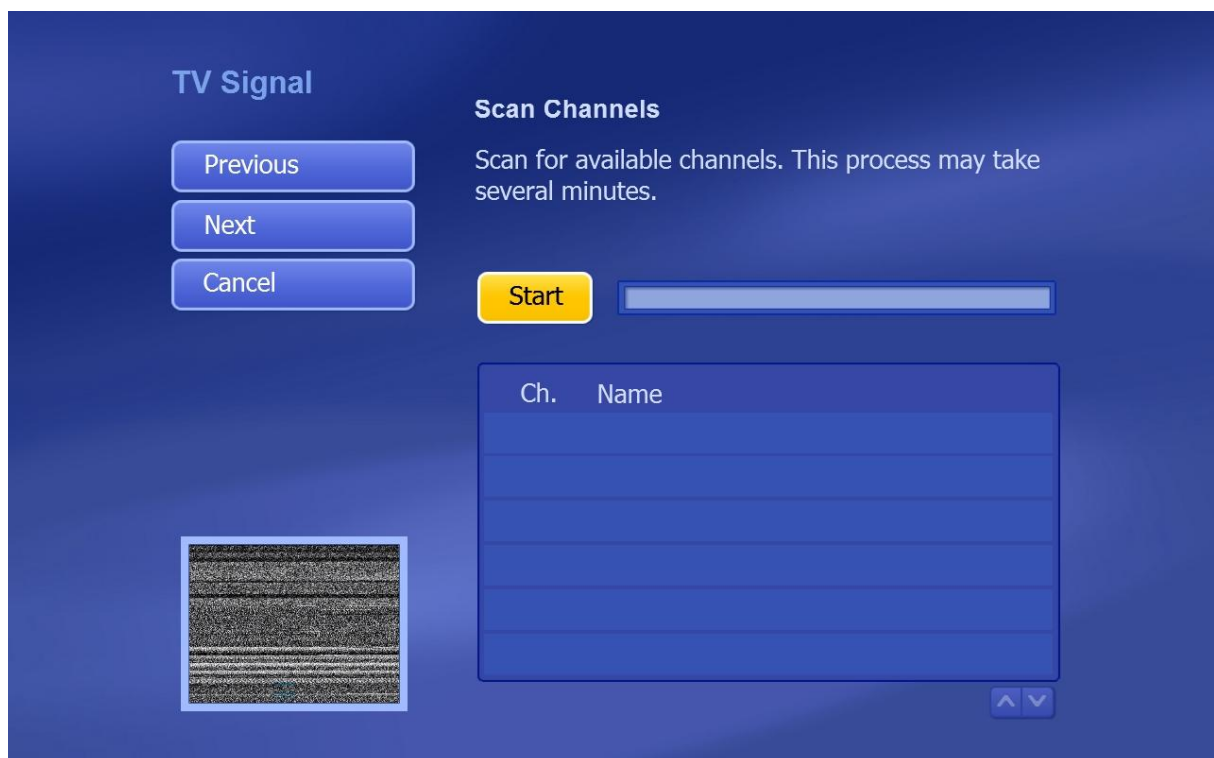 TV Signal
Previous
Next
Cancel
Scan Channels
Scan for available channels. This process may take
several minutes.
Start
Ch. Name